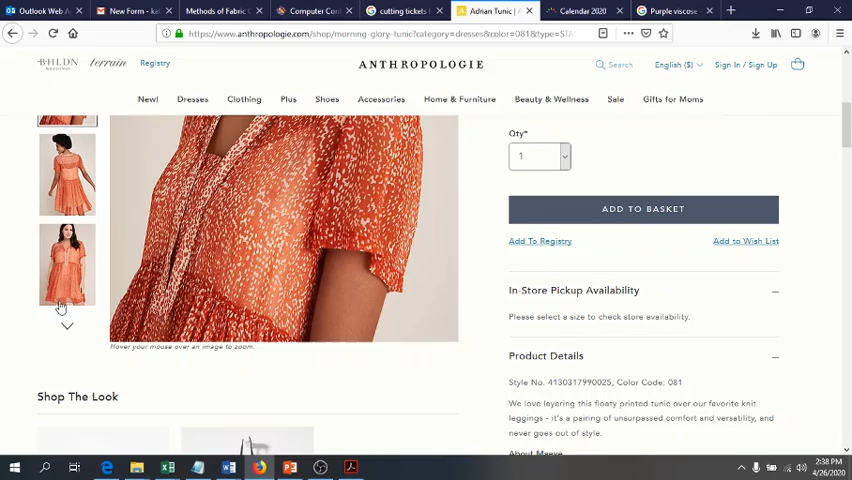 Outlook Web A
New Form - kal
Methods of Fabric C
Computer Con
cutting tickets f
Adrian Tunic | A
Calendar 2020
Purple viscose
https://www.anthropologie.com/shop/morning-glory-tunic?category=dresses&color=081&type=STA
BHLDN
WEDDINGS
terrain
Registry
ANTHROPOLOGIE
Search
English ($)
Sign In / Sign Up
New!
Dresses
Clothing
Plus
Shoes
Accessories
Home & Furniture
Beauty & Wellness
Sale
Gifts for Moms
Qty*
1
ADD TO BASKET
Add To Registry
Add to Wish List
In-Store Pickup Availability
Please select a size to check store availability.
Hover your mouse over an image to zoom.
Product Details
Style No. 4130317990025; Color Code: 081
We love layering this floaty printed tunic over our favorite knit
leggings - it's a pairing of unsurpassed comfort and versatility, and
never goes out of style.
About Maeve
Shop The Look
2:38 PM
4/26/2020